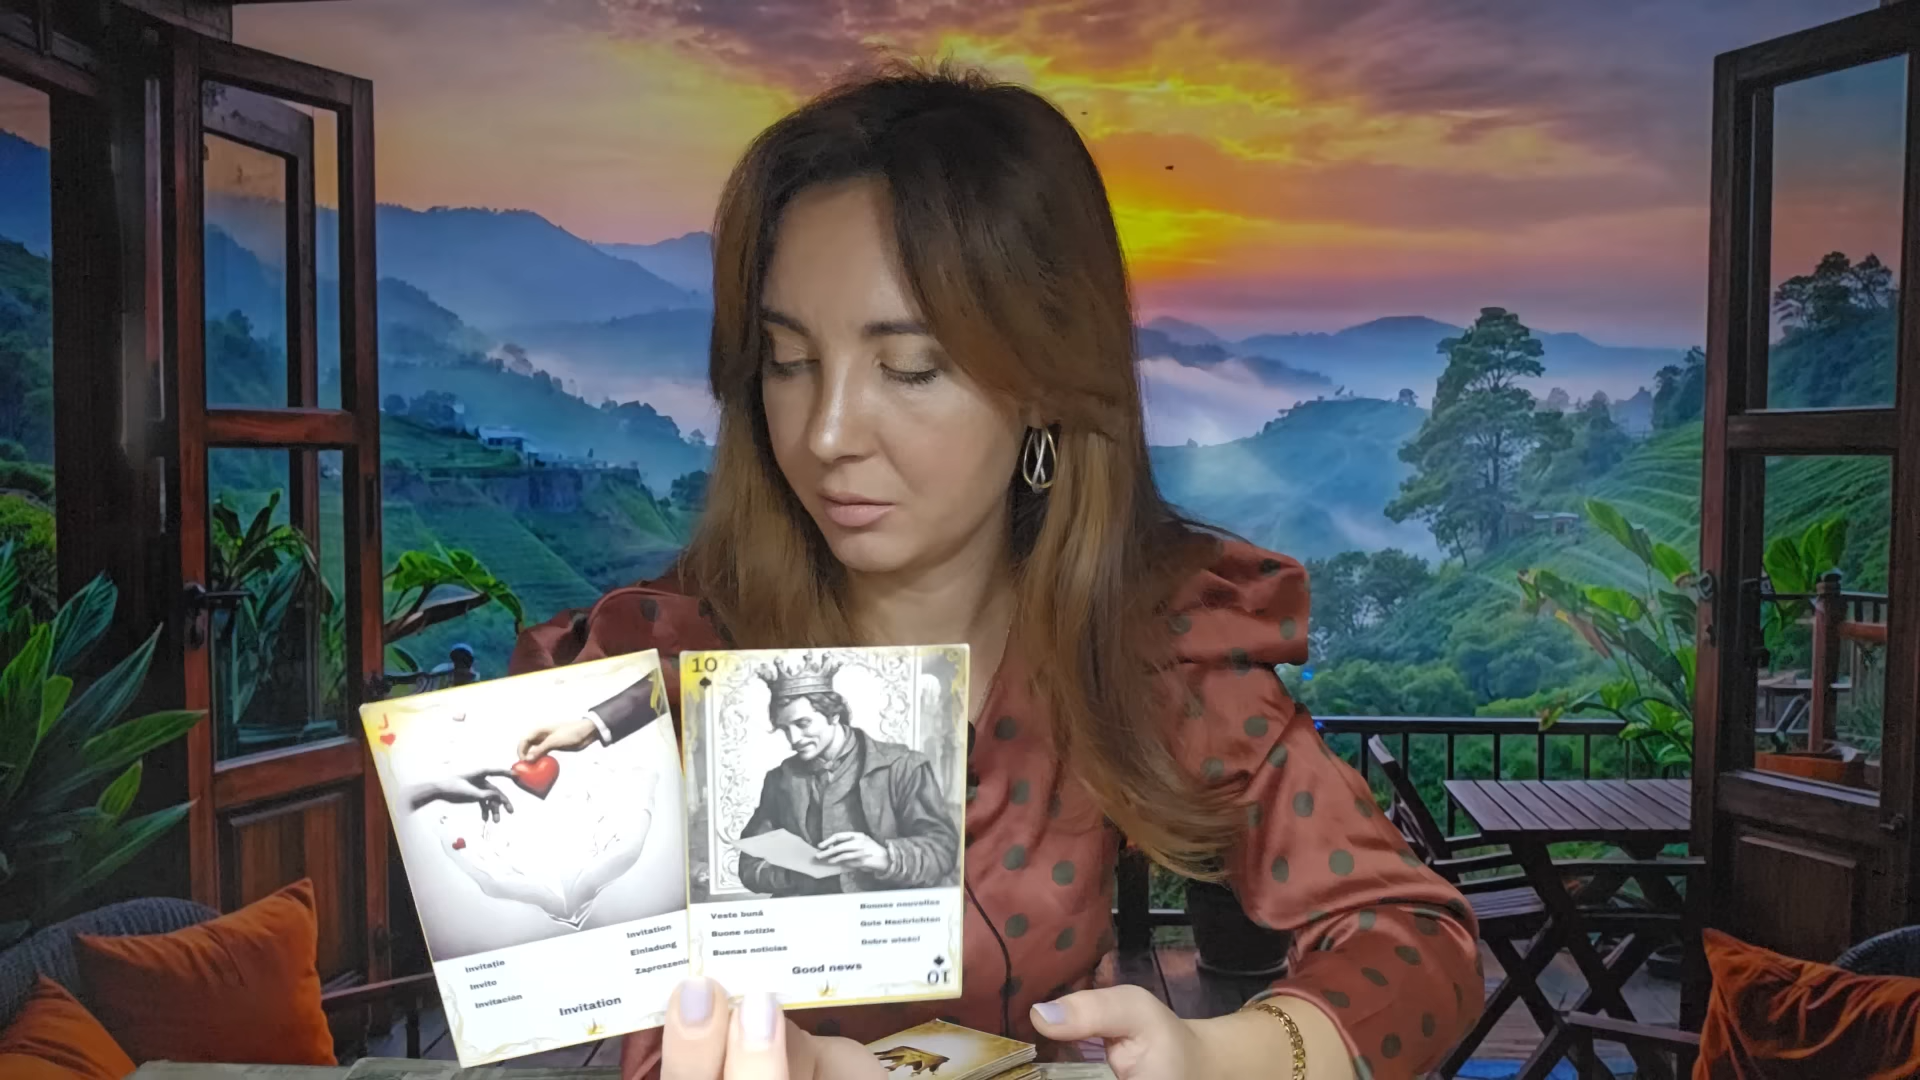 J
Invitation
Invitație
Einladung
Invito
Zaproszenie
Invitación
Invitation
10
Veste bună
Bonnes nouvelles
Buone notizie
Gute Nachrichten
Buenas noticias
Dobre wieści
Good news
10